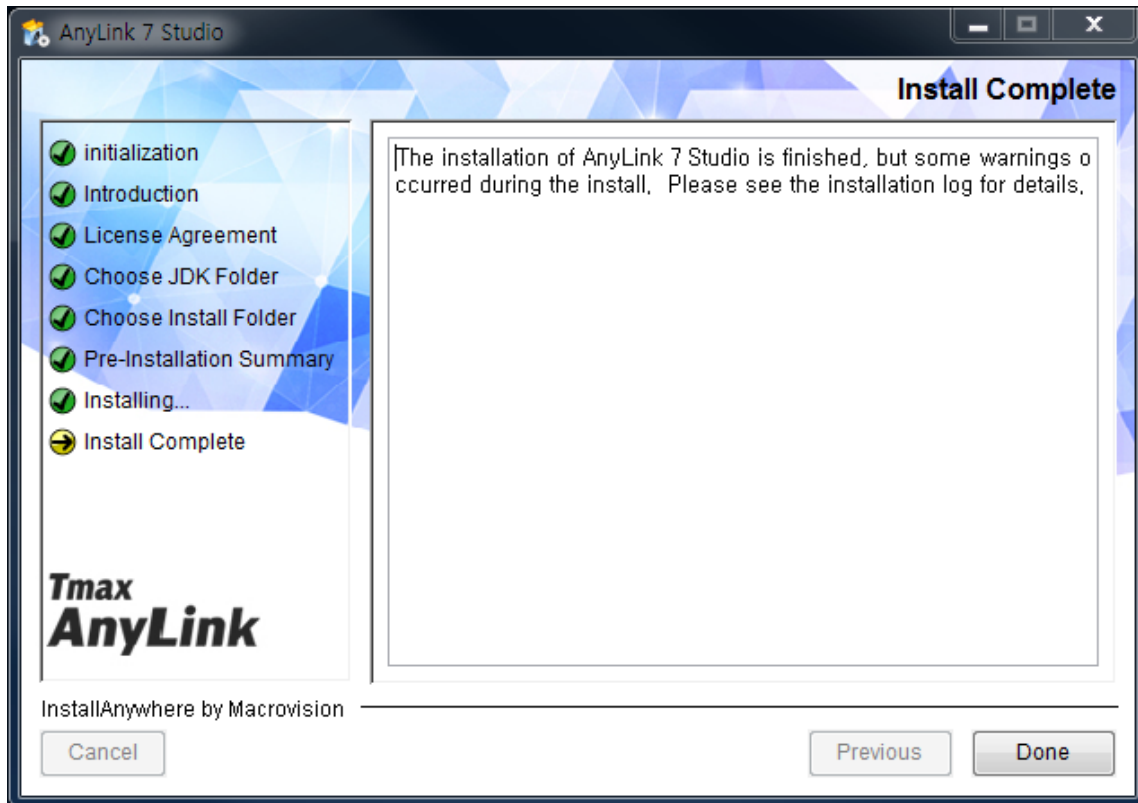 AnyLink 7 Studio
Install Complete
initialization
Introduction
License Agreement
Choose JDK Folder
Choose Install Folder
Pre-Installation Summary
Installing...
Install Complete
The installation of AnyLink 7 Studio is finished, but some warnings o
ccurred during the install. Please see the installation log for details.
Tmax
AnyLink
InstallAnywhere by Macrovision
Cancel
Previous
Done